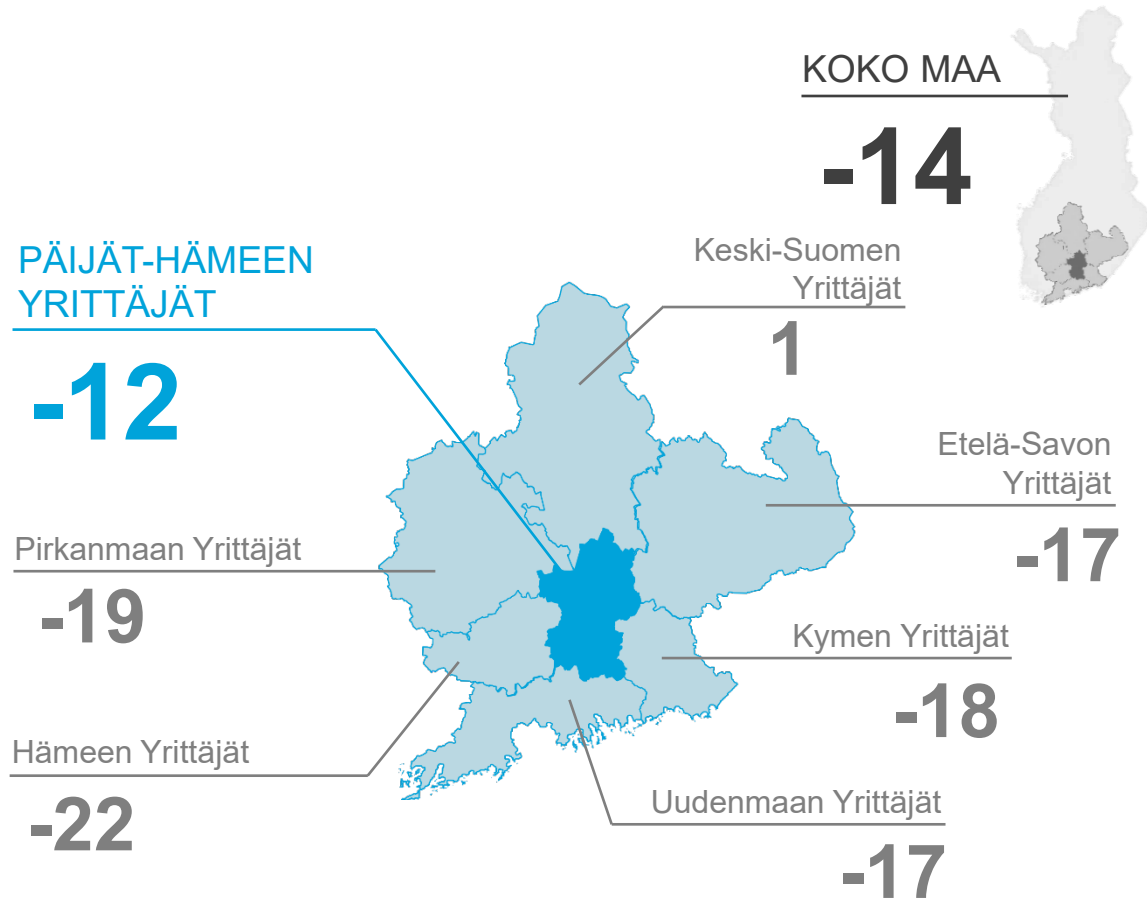 KOKO MAA
-14
PÄIJÄT-HÄMEEN
YRITTÄJÄT
-12
Keski-Suomen
Yrittäjät
1
Etelä-Savon
Yrittäjät
-17
Pirkanmaan Yrittäjät
-19
Kymen Yrittäjät
-18
Hämeen Yrittäjät
-22
Uudenmaan Yrittäjät
-17